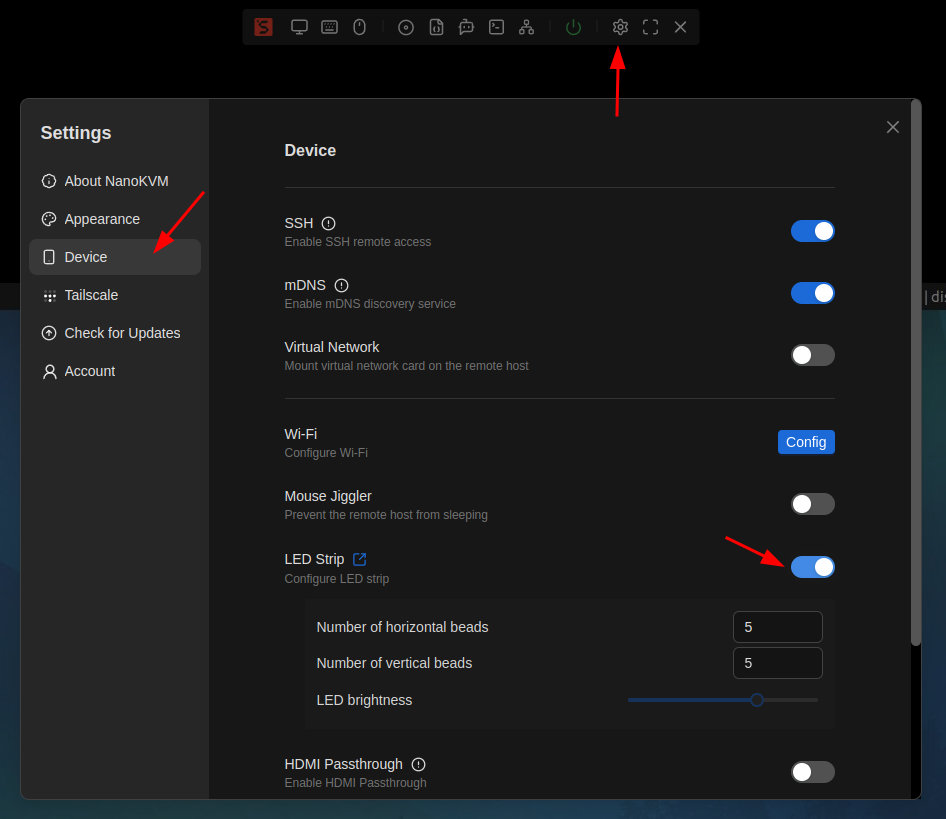 Settings
About NanoKVM
Appearance
Device
Tailscale
Check for Updates
Account
Device
SSH
Enable SSH remote access
mDNS
Enable mDNS discovery service
Virtual Network
Mount virtual network card on the remote host
Wi-Fi
Configure Wi-Fi
Config
Mouse Jiggler
Prevent the remote host from sleeping
LED Strip
Configure LED strip
Number of horizontal beads
5
Number of vertical beads
5
LED brightness
HDMI Passthrough
Enable HDMI Passthrough